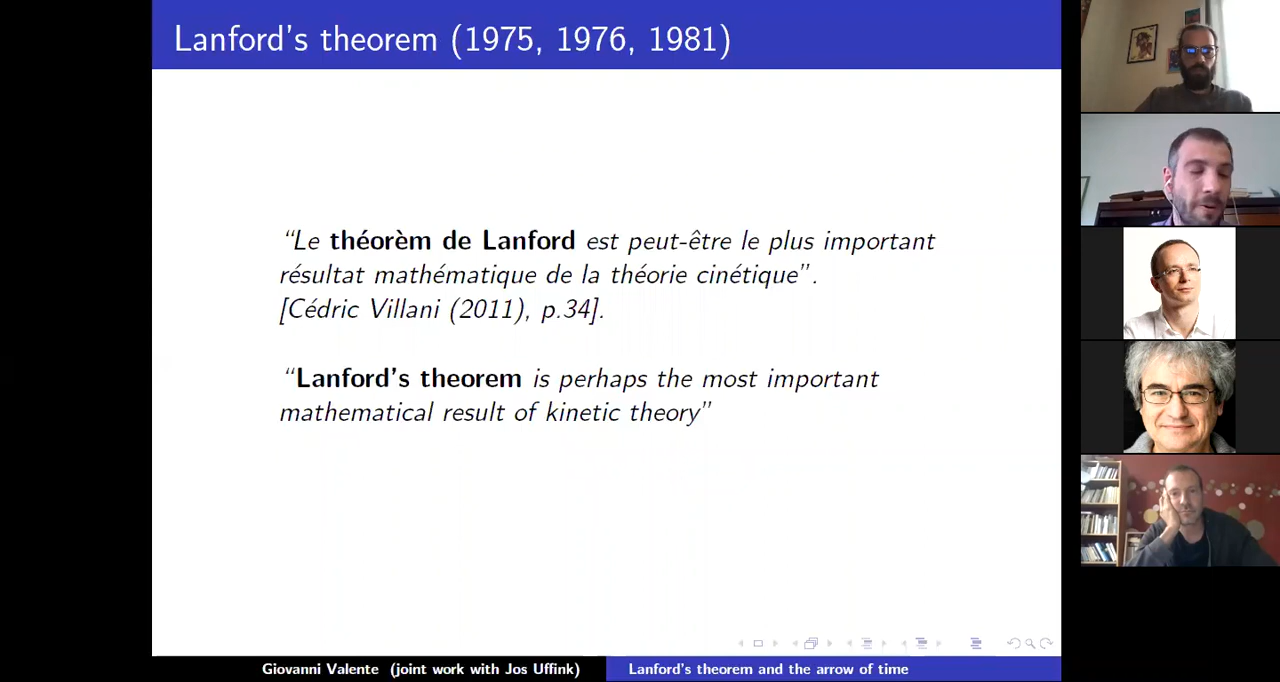 Lanford's theorem (1975, 1976, 1981)
“Le théorèm de Lanford est peut-être le plus important
résultat mathématique de la théorie cinétique”.
[Cédric Villani (2011), p.34].
“Lanford's theorem is perhaps the most important
mathematical result of kinetic theory”
Giovanni Valente (joint work with Jos Uffink)
Lanford's theorem and the arrow of time